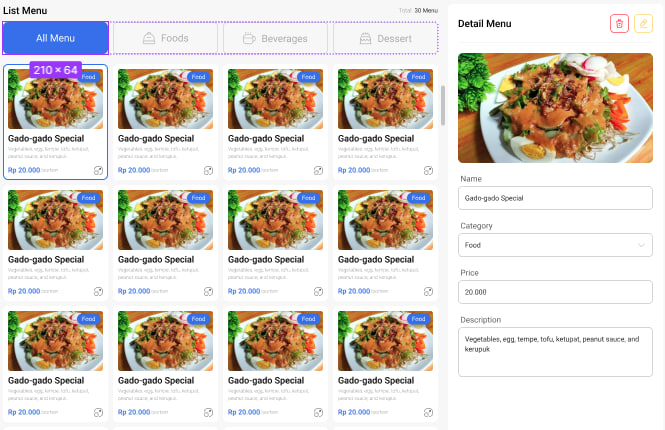 List Menu
Total 30 Menu
All Menu
Foods
Beverages
Dessert
210 × 64
Food
Gado-gado Special
Vegetables, egg, tempe, tofu, ketupat,
peanut sauce, and kerupuk.
Rp 20.000 /portion
Food
Gado-gado Special
Vegetables, egg, tempe, tofu, ketupat,
peanut sauce, and kerupuk.
Rp 20.000 /portion
Food
Gado-gado Special
Vegetables, egg, tempe, tofu, ketupat,
peanut sauce, and kerupuk.
Rp 20.000 /portion
Food
Gado-gado Special
Vegetables, egg, tempe, tofu, ketupat,
peanut sauce, and kerupuk.
Rp 20.000 /portion
Food
Gado-gado Special
Vegetables, egg, tempe, tofu, ketupat,
peanut sauce, and kerupuk.
Rp 20.000 /portion
Food
Gado-gado Special
Vegetables, egg, tempe, tofu, ketupat,
peanut sauce, and kerupuk.
Rp 20.000 /portion
Food
Gado-gado Special
Vegetables, egg, tempe, tofu, ketupat,
peanut sauce, and kerupuk.
Rp 20.000 /portion
Food
Gado-gado Special
Vegetables, egg, tempe, tofu, ketupat,
peanut sauce, and kerupuk.
Rp 20.000 /portion
Food
Gado-gado Special
Vegetables, egg, tempe, tofu, ketupat,
peanut sauce, and kerupuk.
Rp 20.000 /portion
Food
Gado-gado Special
Vegetables, egg, tempe, tofu, ketupat,
peanut sauce, and kerupuk.
Rp 20.000 /portion
Food
Gado-gado Special
Vegetables, egg, tempe, tofu, ketupat,
peanut sauce, and kerupuk.
Rp 20.000 /portion
Food
Gado-gado Special
Vegetables, egg, tempe, tofu, ketupat,
peanut sauce, and kerupuk.
Rp 20.000 /portion
Detail Menu
Name
Gado-gado Special
Category
Food
Price
20.000
Description
Vegetables, egg, tempe, tofu, ketupat, peanut sauce, and
kerupuk